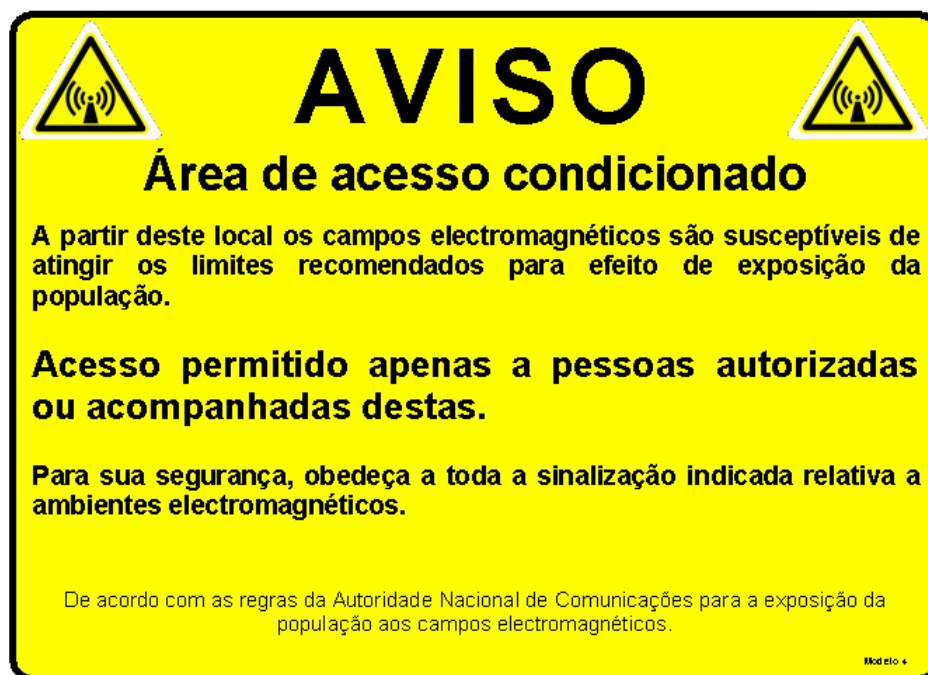 AVISO
Área de acesso condicionado
A partir deste local os campos electromagnéticos são susceptíveis de
atingir os limites recomendados para efeito de exposição da
população.
Acesso permitido apenas a pessoas autorizadas
ou acompanhadas destas.
Para sua segurança, obedeça a toda a sinalização indicada relativa a
ambientes electromagnéticos.
De acordo com as regras da Autoridade Nacional de Comunicações para a exposição da
população aos campos electromagnéticos.
Modelo 4